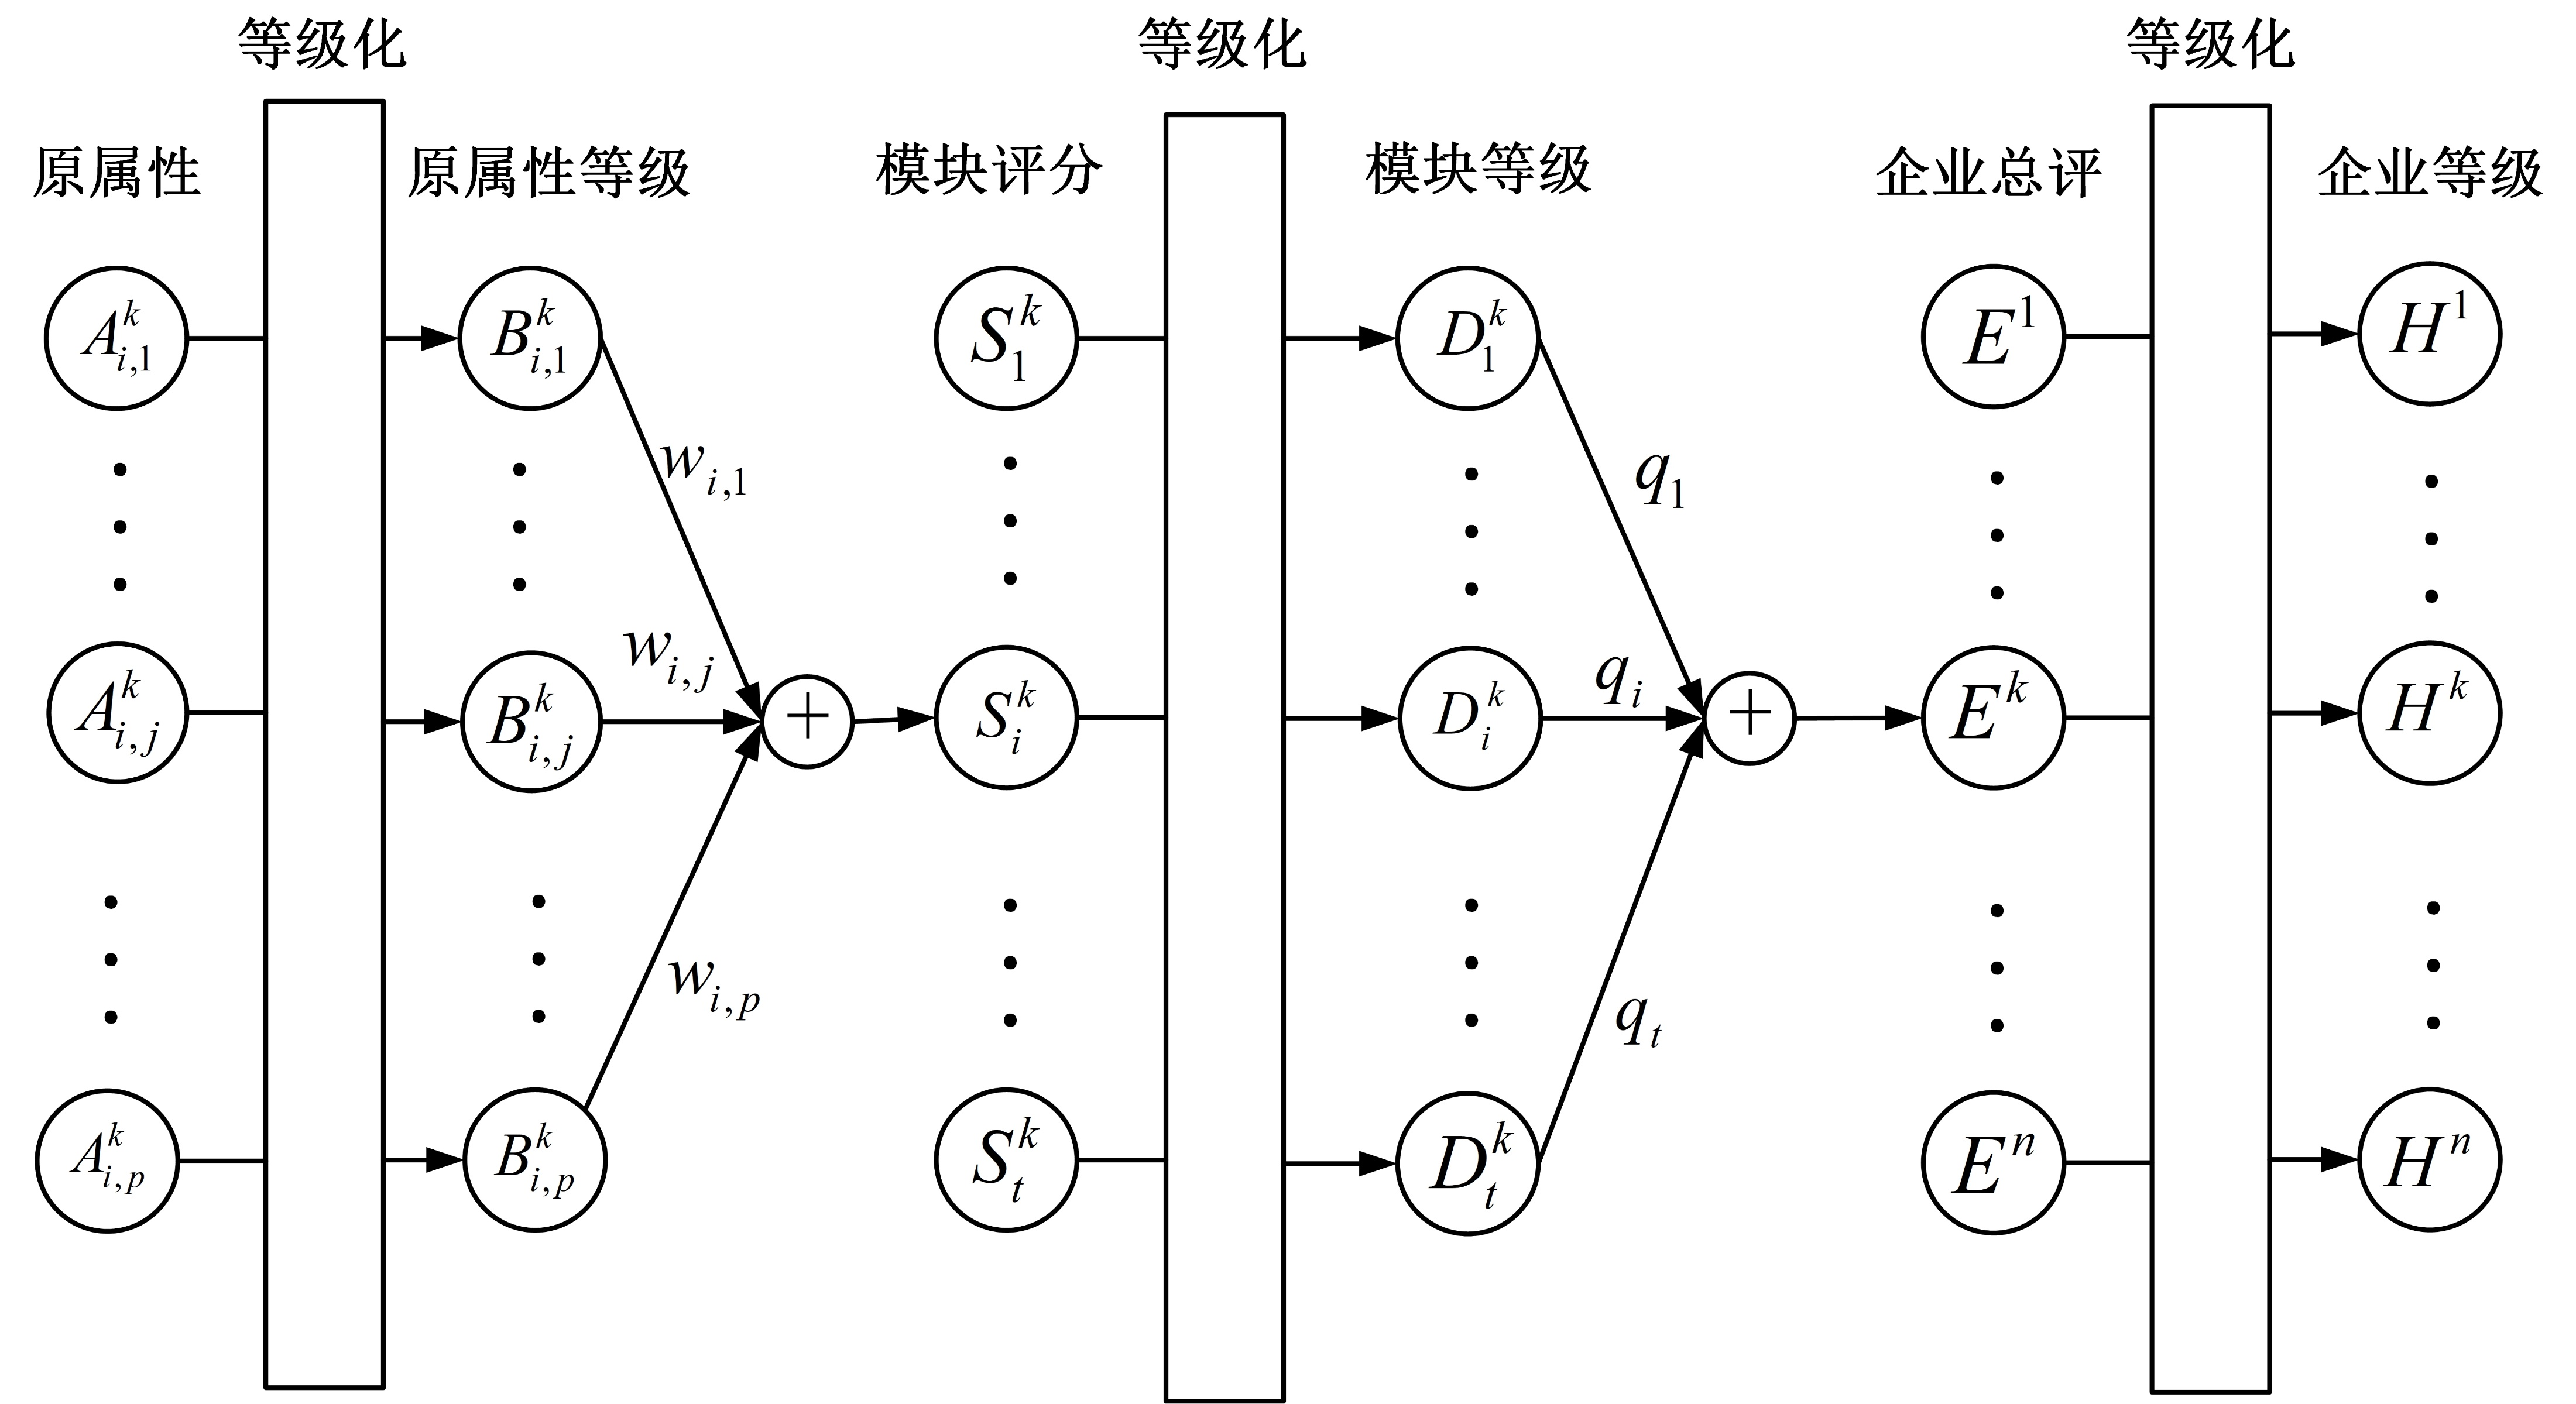 等级化 等级化 等级化
原属性 原属性等级 模块评分 模块等级 企业总评 企业等级
A^k_{i,1} B^k_{i,1} S^k_1 D^k_1 E^1 H^1
w_{i,1} q_1
w_{i,j} q_i
A^k_{i,j} B^k_{i,j} + S^k_i D^k_i + E^k H^k
w_{i,p} q_t
A^k_{i,p} B^k_{i,p} S^k_t D^k_t E^n H^n